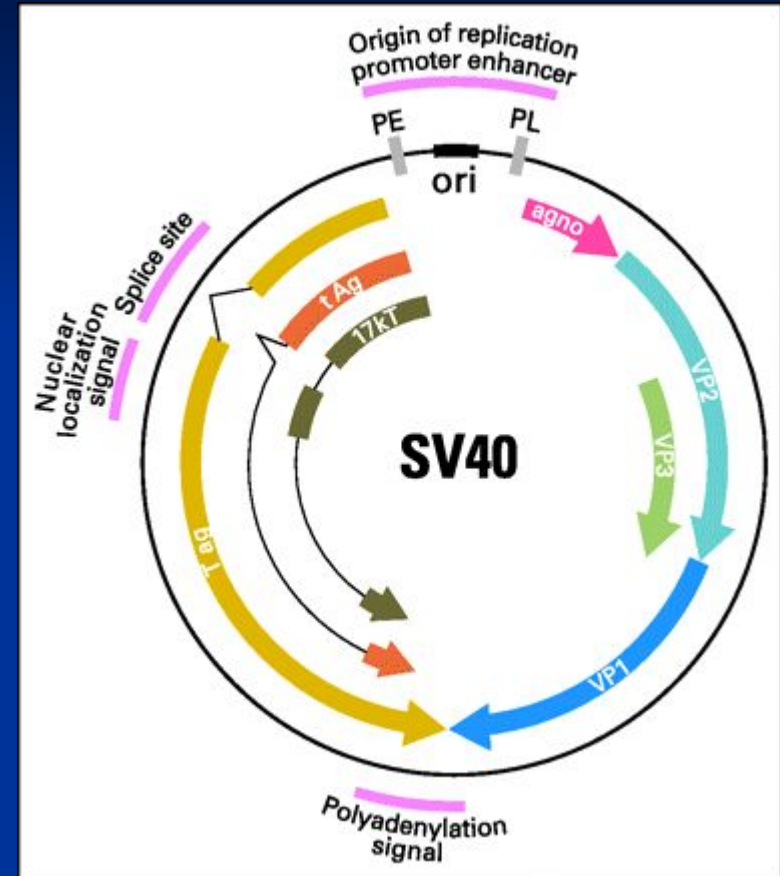 Origin of replication
promoter enhancer
PE
PL
ori
agno
Splice site
tAg
17kT
Nuclear
localization
signal
VP2
SV40
VP3
T ag
VP1
Polyadenylation
signal